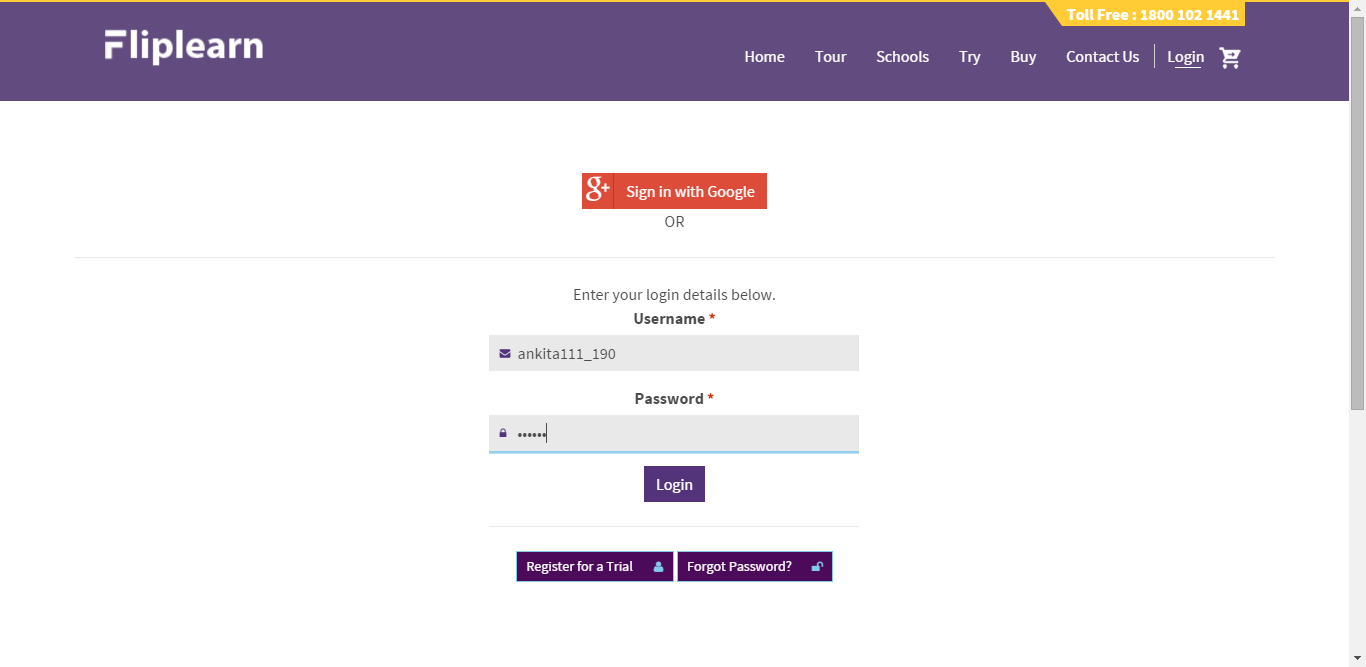 Toll Free : 1800 102 1441
Fliplearn
Home Tour Schools Try Buy Contact Us Login
g+ Sign in with Google
OR
Enter your login details below.
Username *
ankita111_190
Password *
••••••
Login
Register for a Trial Forgot Password?